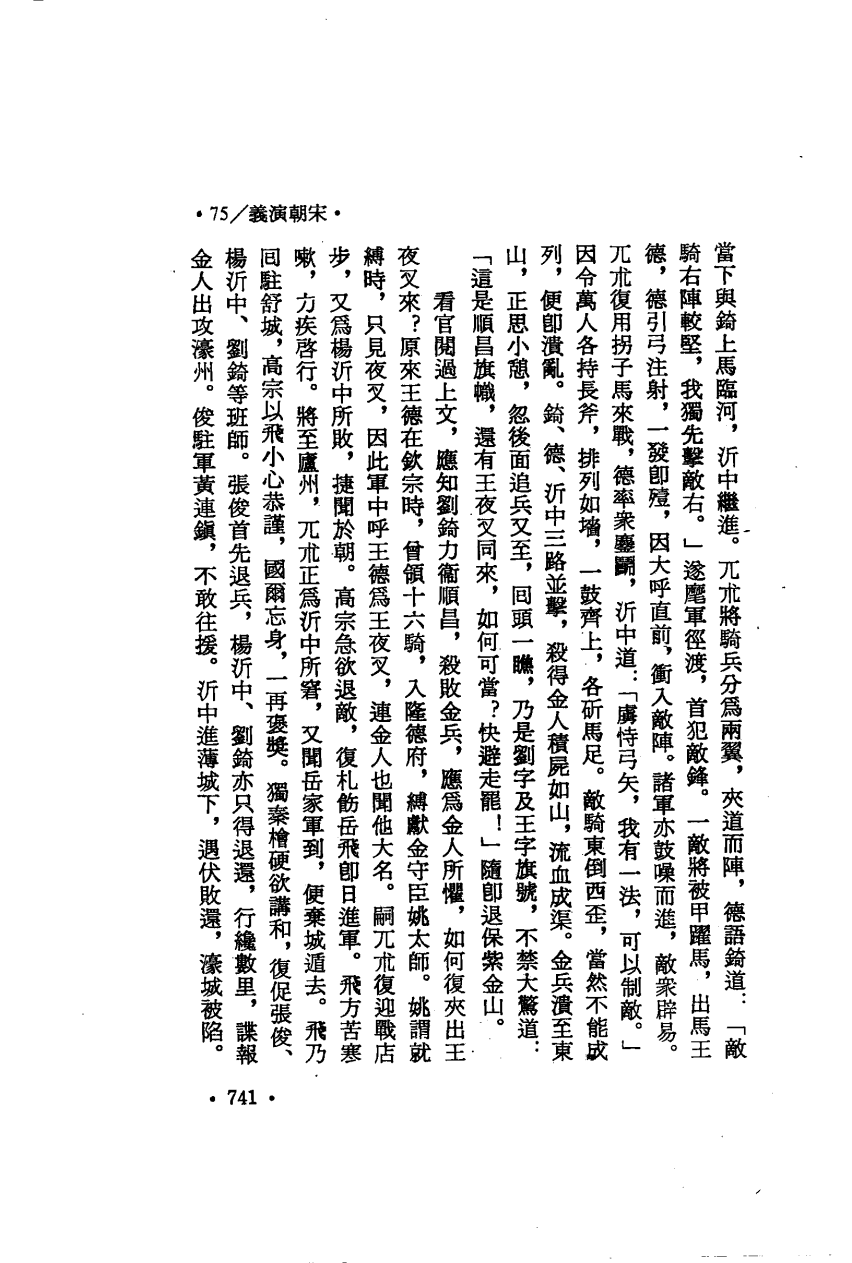 •宋朝演義/75•
當下與錡上馬臨河，沂中繼進。兀朮將騎兵分爲兩翼，夾道而陣，德語錡道：「敵
騎右陣較堅，我獨先擊敵右。」遂麾軍徑渡，首犯敵鋒。一敵將被甲躍馬，出馬王
德，德引弓注射，一發卽殪，因大呼直前，衝入敵陣。諸軍亦鼓噪而進，敵衆辟易。
兀朮復用拐子馬來戰，德率衆鏖鬬，沂中道：「虜恃弓矢，我有一法，可以制敵。」
因令萬人各持長斧，排列如墻，一鼓齊上，各斫馬足。敵騎東倒西歪，當然不能成
列，便卽潰亂。錡、德、沂中三路並擊，殺得金人積屍如山，流血成渠。金兵潰至東
山，正思小憩，忽後面追兵又至，囘頭一瞧，乃是劉字及王字旗號，不禁大驚道：
「這是順昌旗幟，還有王夜叉同來，如何可當？快避走罷！」隨卽退保紫金山。
看官閱過上文，應知劉錡力衞順昌，殺敗金兵，應爲金人所懼，如何復夾出王
夜叉來？原來王德在欽宗時，曾領十六騎，入隆德府，縛獻金守臣姚太師。姚謂就
縛時，只見夜叉，因此軍中呼王德爲王夜叉，連金人也聞他大名。嗣兀朮復迎戰店
步，又爲楊沂中所敗，捷聞於朝。高宗急欲退敵，復札飭岳飛卽日進軍。飛方苦寒
嗽，力疾啓行。將至廬州，兀朮正爲沂中所窘，又聞岳家軍到，便棄城遁去。飛乃
囘駐舒城，高宗以飛小心恭謹，國爾忘身，一再褒奬。獨秦檜硬欲講和，復促張俊、
楊沂中、劉錡等班師。張俊首先退兵，楊沂中、劉錡亦只得退還，行纔數里，諜報
金人出攻濠州。俊駐軍黃連鎭，不敢往援。沂中進薄城下，遇伏敗還，濠城被陷。
•741•